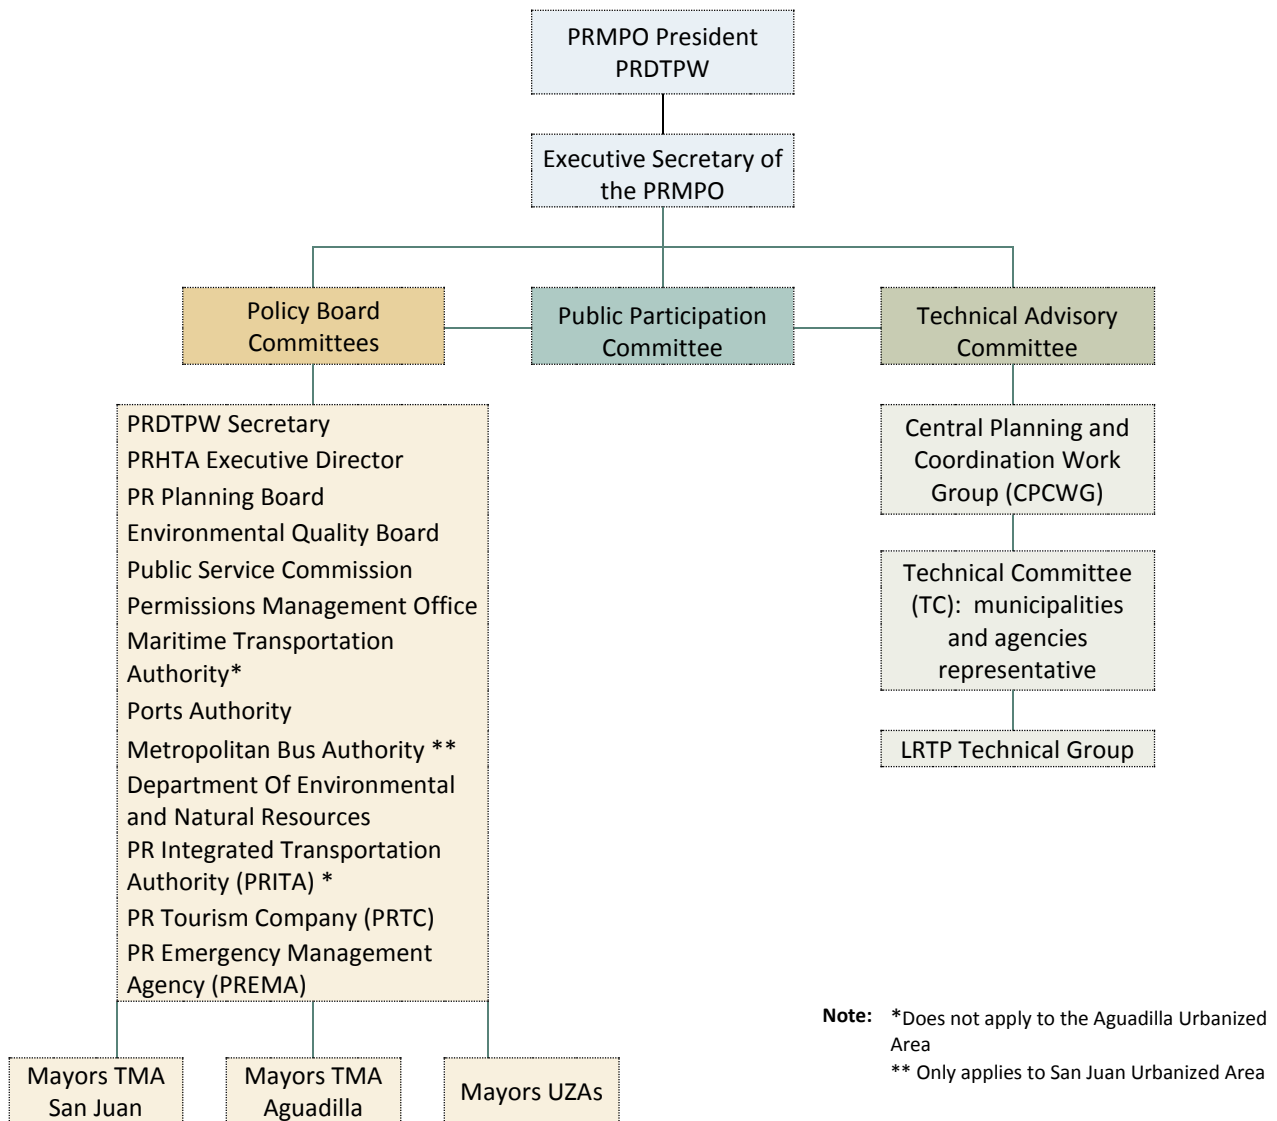 PRMPO President
PRDTPW
Executive Secretary of
the PRMPO
Policy Board
Committees
Public Participation
Committee
Technical Advisory
Committee
PRDTPW Secretary
PRHTA Executive Director
PR Planning Board
Environmental Quality Board
Public Service Commission
Permissions Management Office
Maritime Transportation
Authority*
Ports Authority
Metropolitan Bus Authority **
Department Of Environmental
and Natural Resources
PR Integrated Transportation
Authority (PRITA) *
PR Tourism Company (PRTC)
PR Emergency Management
Agency (PREMA)
Central Planning and
Coordination Work
Group (CPCWG)
Technical Committee
(TC): municipalities
and agencies
representative
LRTP Technical Group
Mayors TMA
San Juan
Mayors TMA
Aguadilla
Mayors UZAs
Note: *Does not apply to the Aguadilla Urbanized
Area
** Only applies to San Juan Urbanized Area